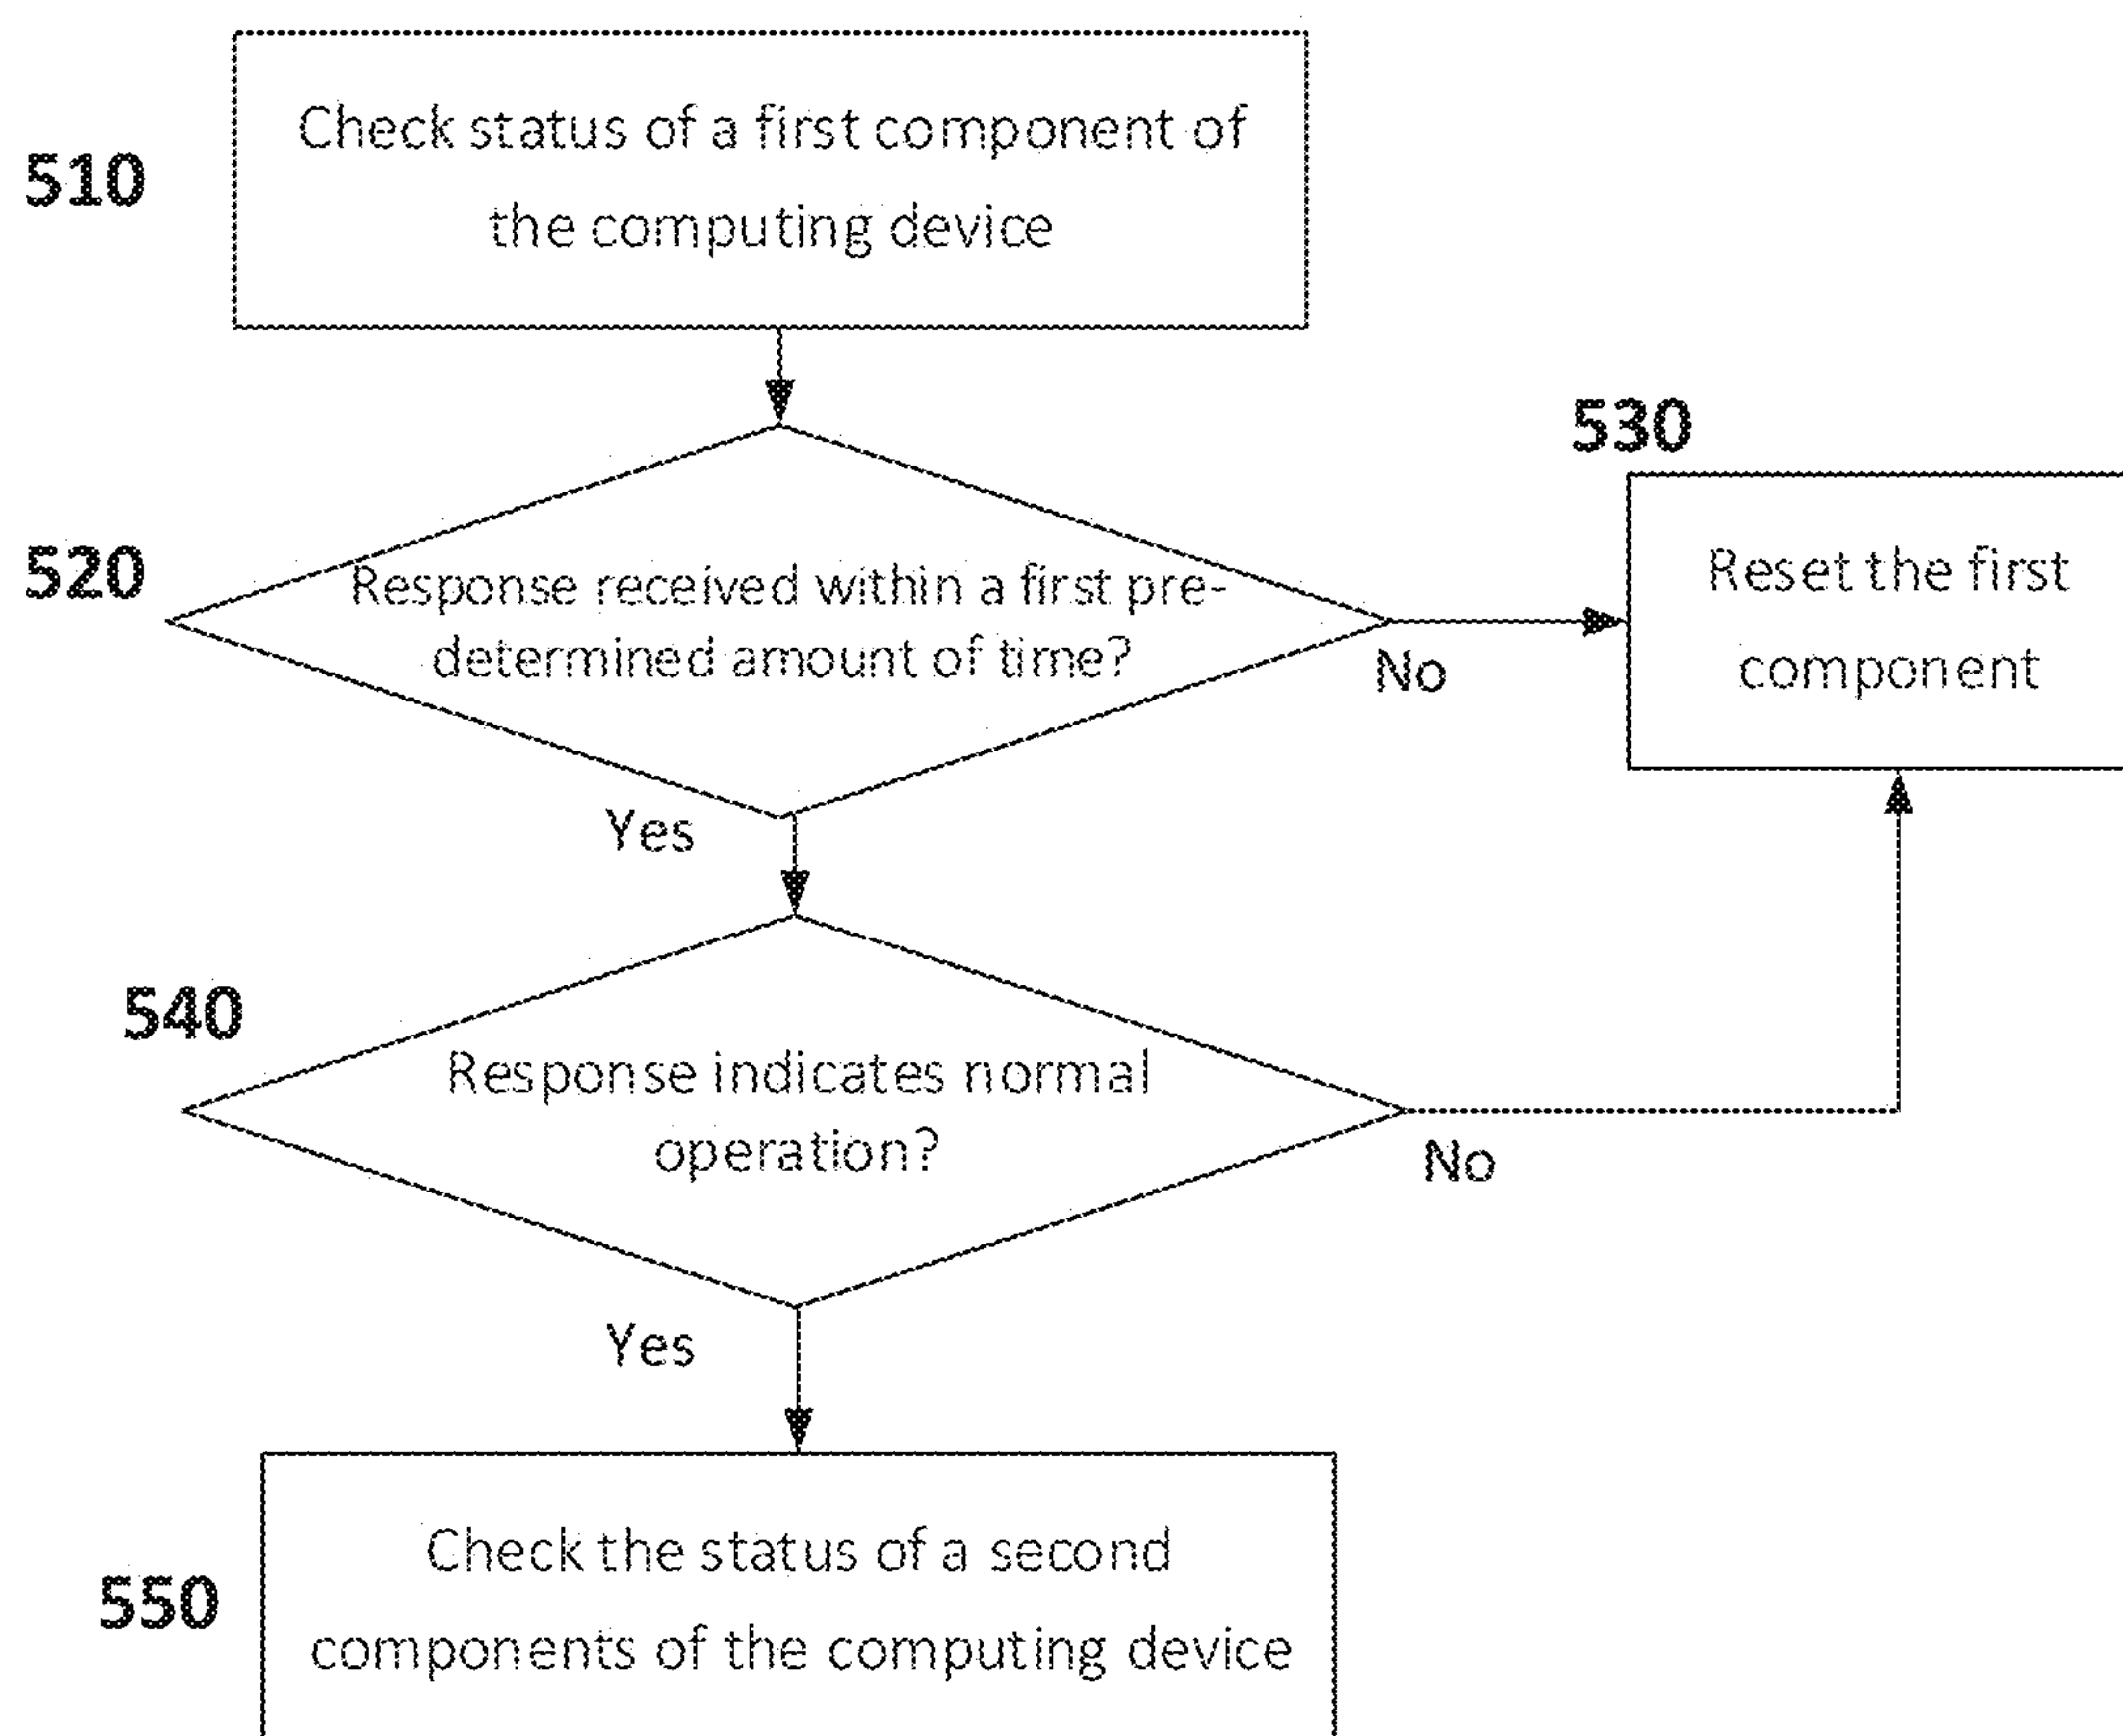 510
Check status of a first component of
the computing device
520
Response received within a first pre-
determined amount of time?
No
530
Reset the first
component
Yes
540
Response indicates normal
operation?
No
Yes
550
Check the status of a second
components of the computing device